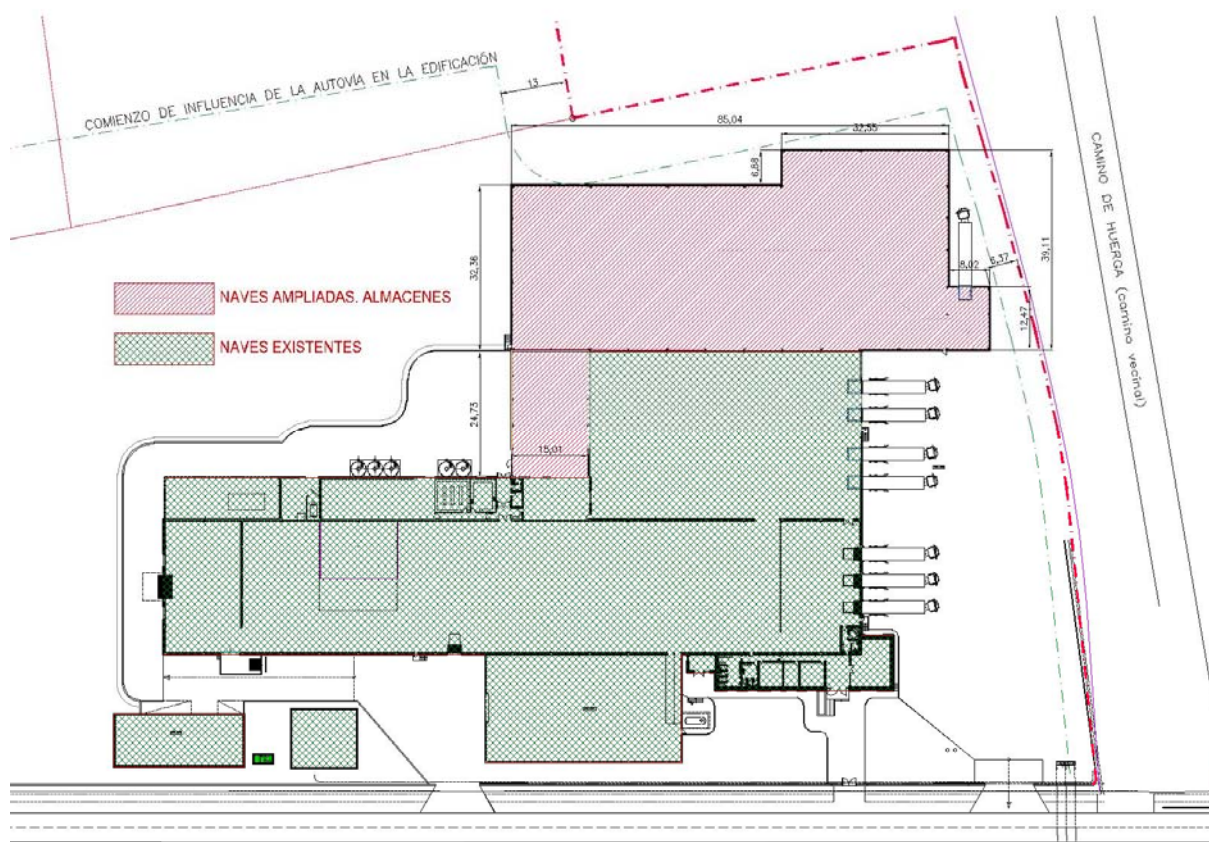 COMIENZO DE INFLUENCIA DE LA AUTOVÍA EN LA EDIFICACIÓN
13
85,04
32,55
6,88
CAMINO DE HUERGA (camino vecinal)
39,11
32,36
8,02
6,37
12,47
NAVES AMPLIADAS. ALMACENES
NAVES EXISTENTES
24,73
15,01